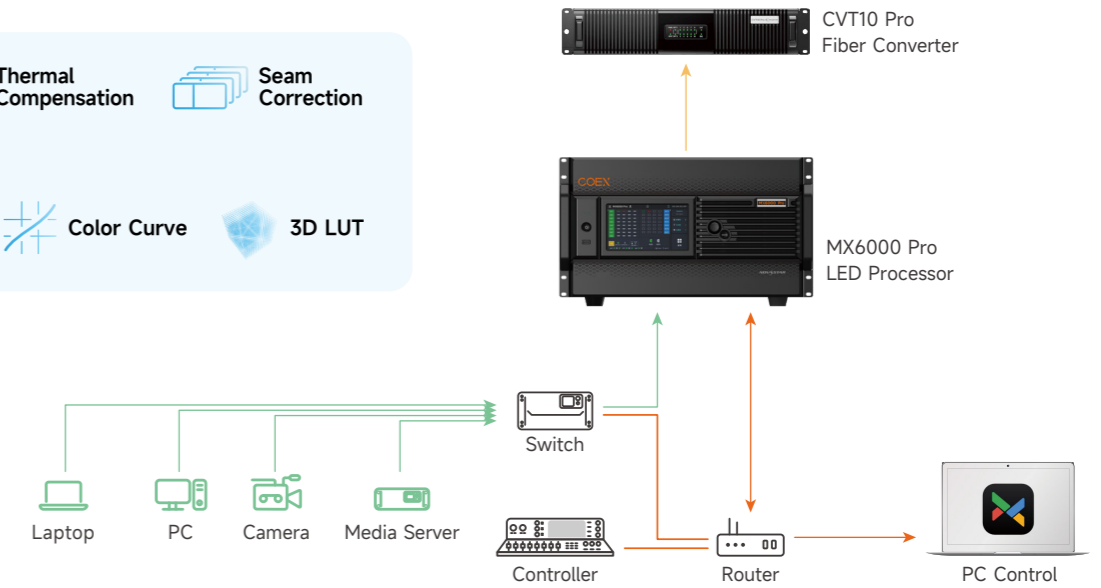 CVT10 Pro
Fiber Converter
Thermal
Compensation
Seam
Correction
Color Curve
3D LUT
COEX
MX6000 Pro
LED Processor
Switch
Laptop
PC
Camera
Media Server
Controller
Router
PC Control